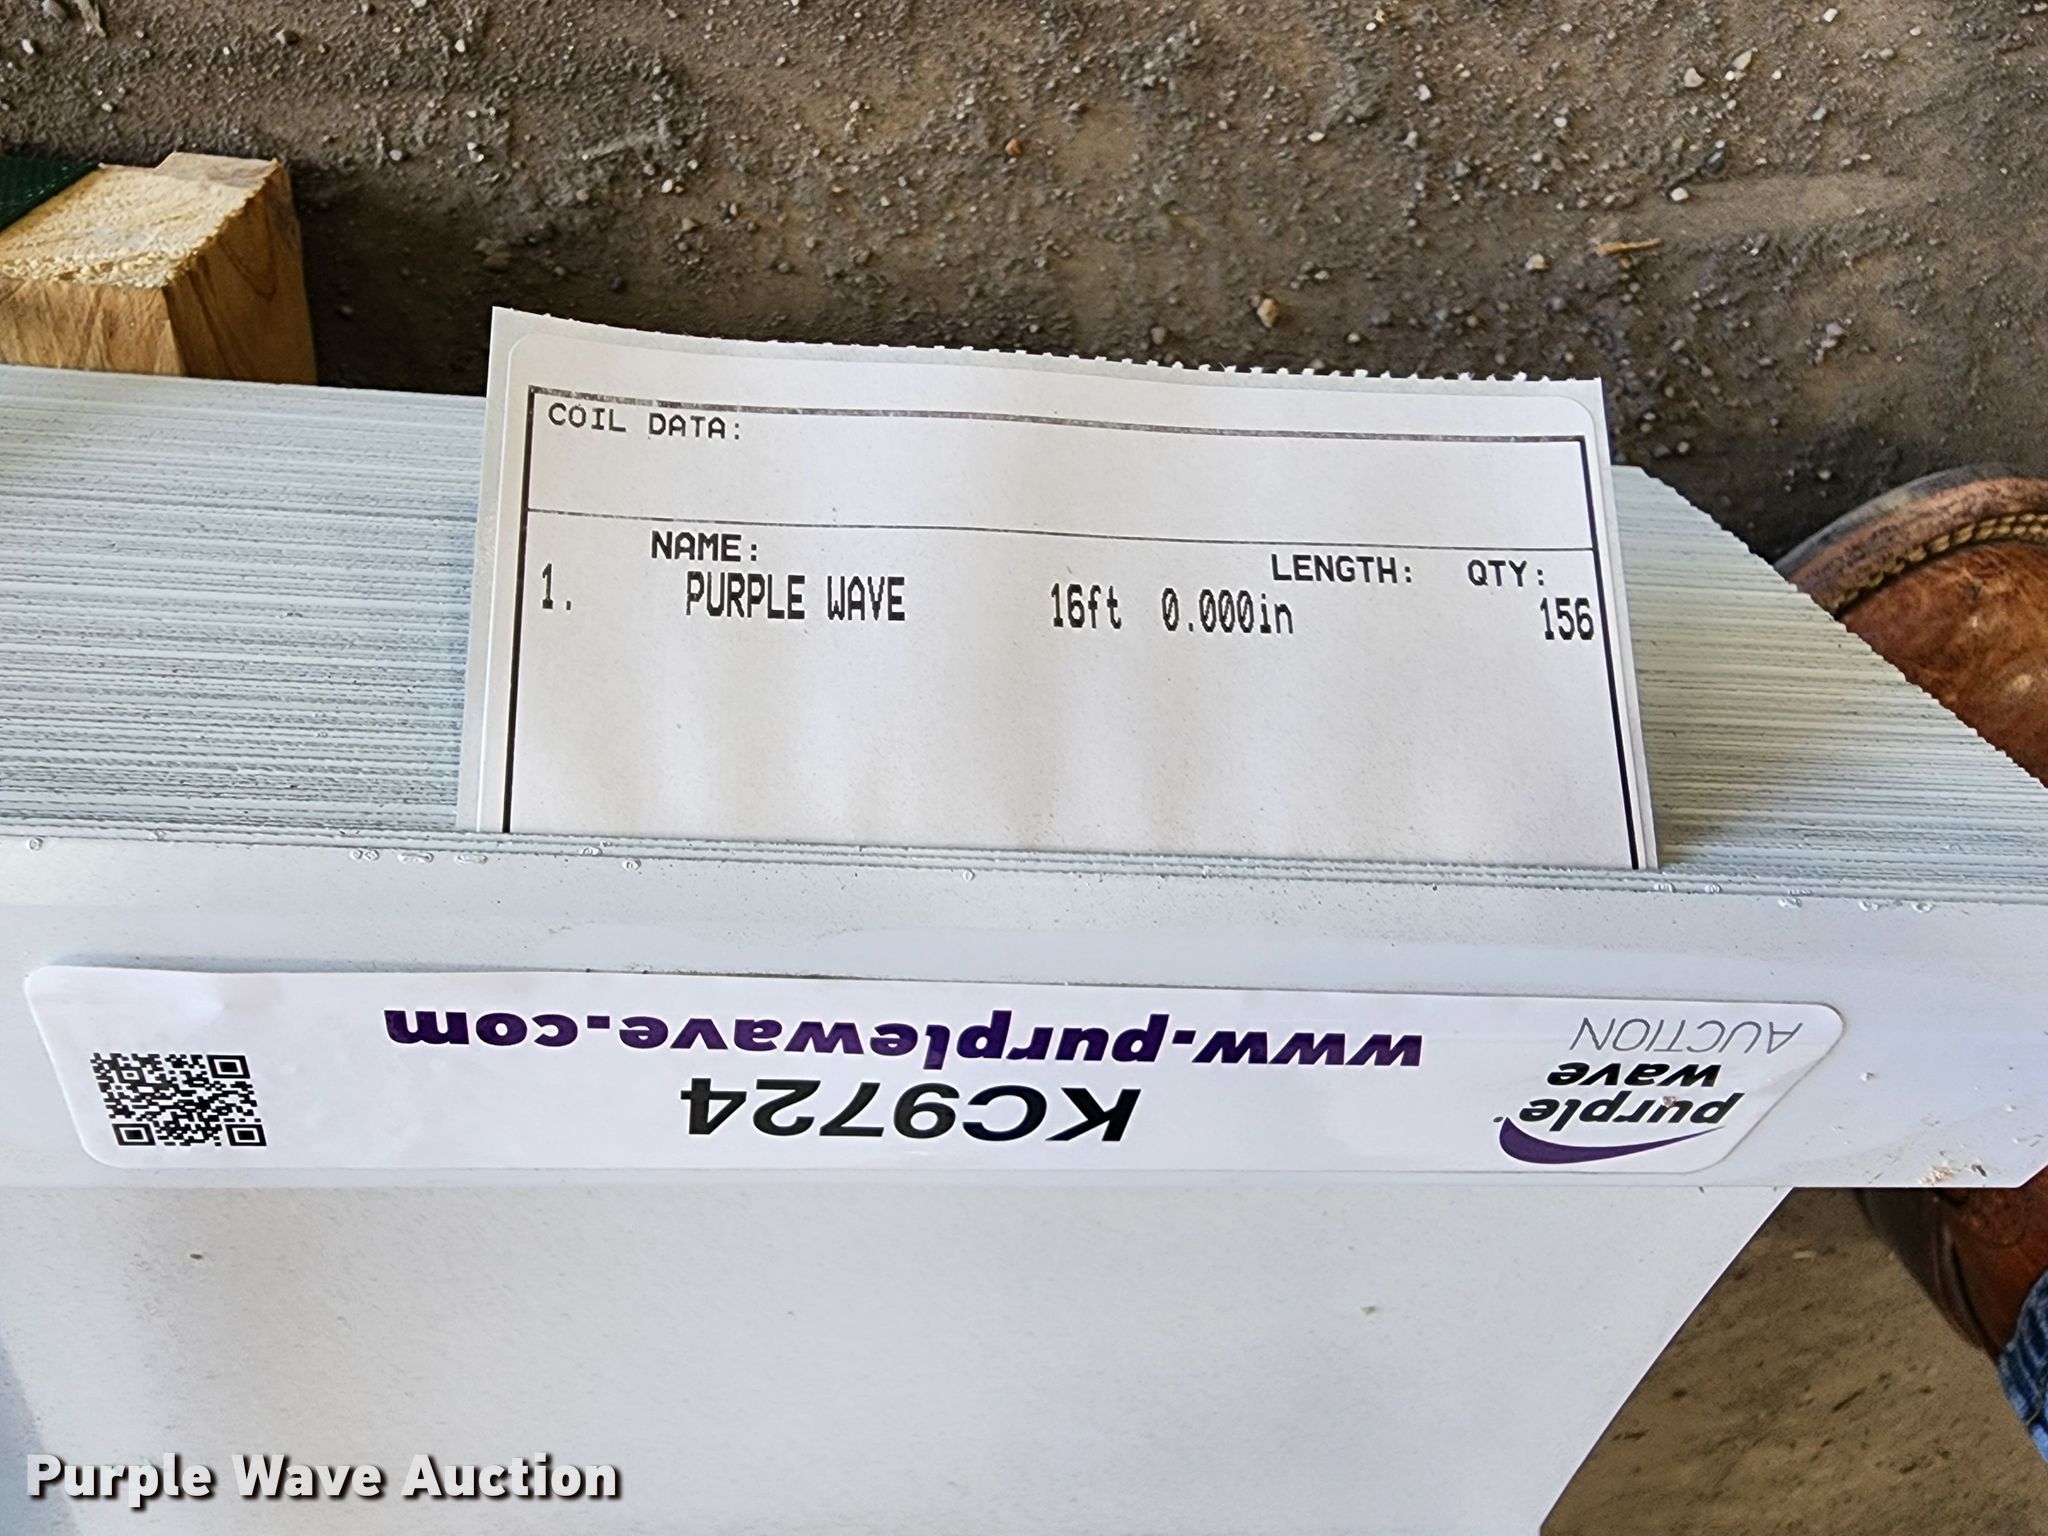 COIL DATA:
NAME: LENGTH: QTY:
1. PURPLE WAVE 16ft 0.000in 156
purple wave AUCTION
KC9724
www.purplewave.com
Purple Wave Auction